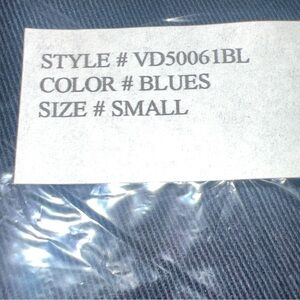 STYLE # VD50061BL
COLOR # BLUES
SIZE # SMALL